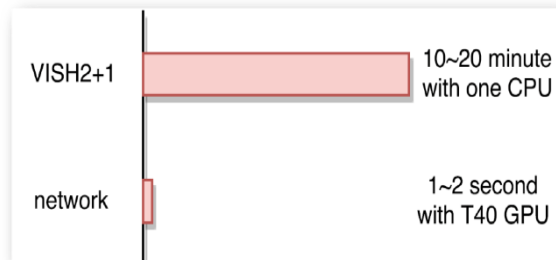 VISH2+1
10~20 minute
with one CPU
network
1~2 second
with T40 GPU